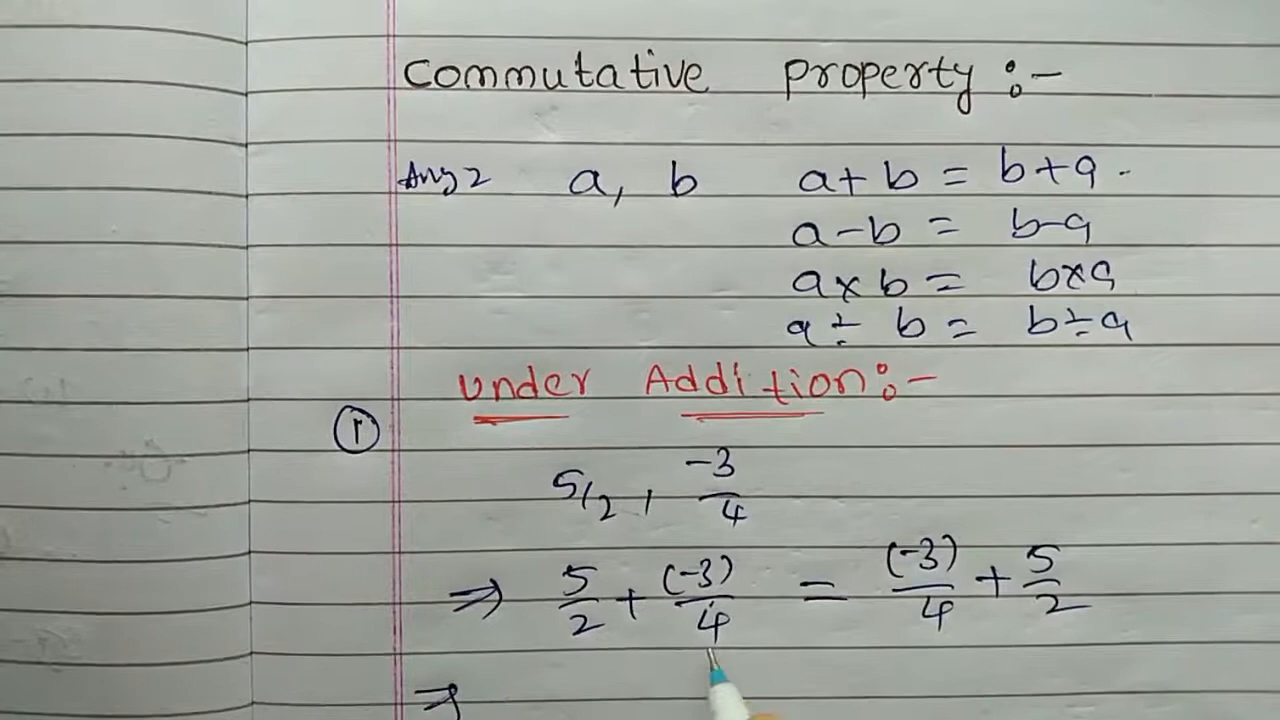 Commutative property :-
Any 2 a, b a+b = b+a.
a-b = b-a
a×b = b×a
a÷b = b÷a
Under Addition:-
1
5/2, -3/4
⇒ 5/2 + (-3)/4 = (-3)/4 + 5/2
⇒